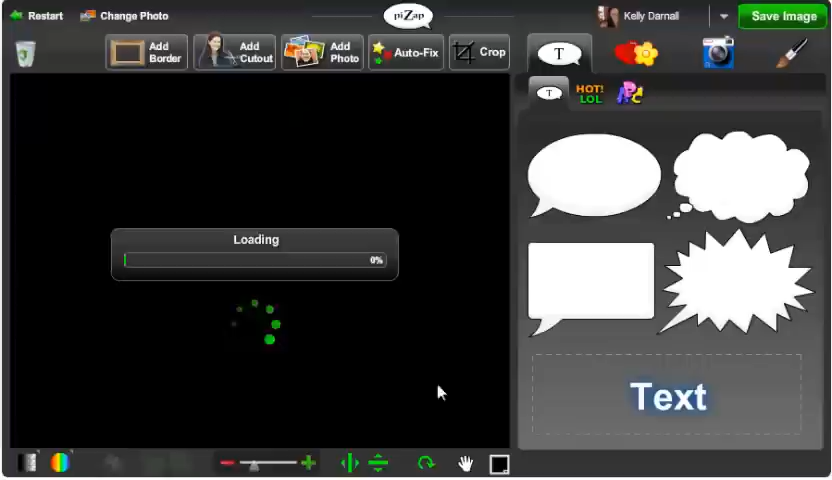 Restart
Change Photo
piZap
Kelly Darnall
Save Image
Add
Border
Add
Cutout
Add
Photo
Auto-Fix
Crop
T
T
HOT!
LOL
Loading
0%
Text